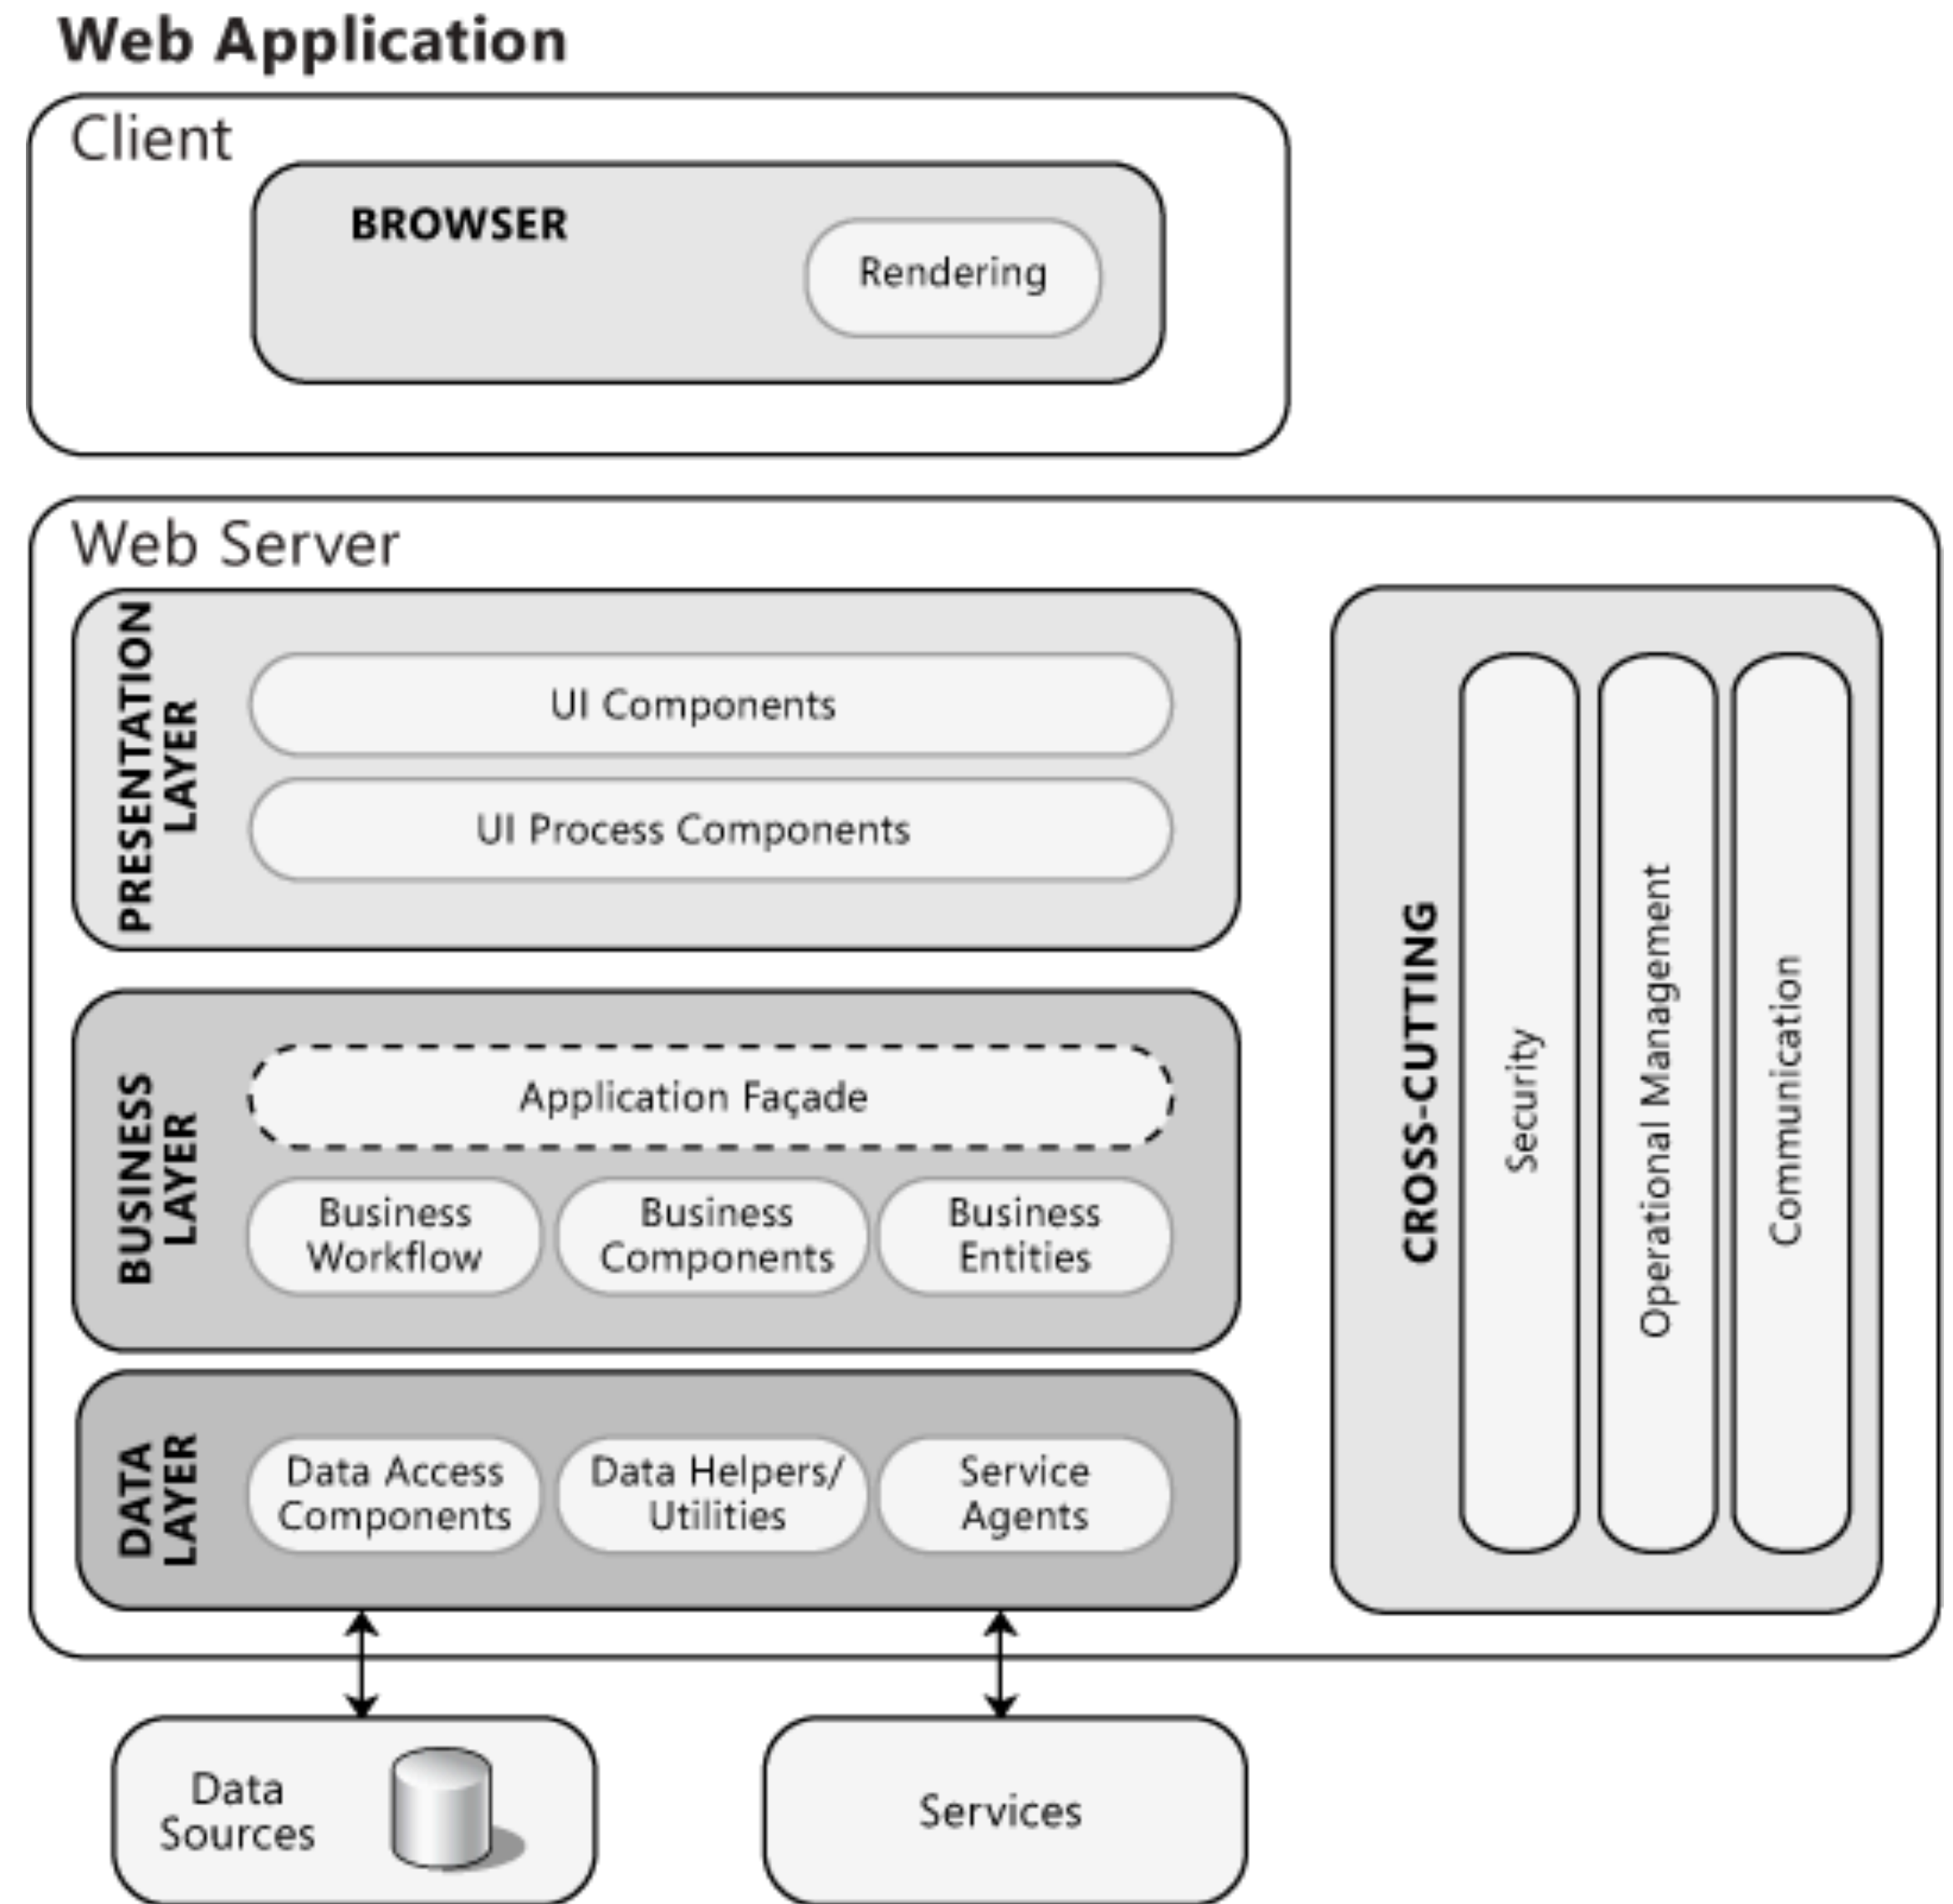 Web Application
Client
BROWSER
Rendering
Web Server
PRESENTATION
LAYER
UI Components
UI Process Components
BUSINESS
LAYER
Application Façade
Business
Workflow
Business
Components
Business
Entities
DATA
LAYER
Data Access
Components
Data Helpers/
Utilities
Service
Agents
CROSS-CUTTING
Security
Operational Management
Communication
Data
Sources
Services